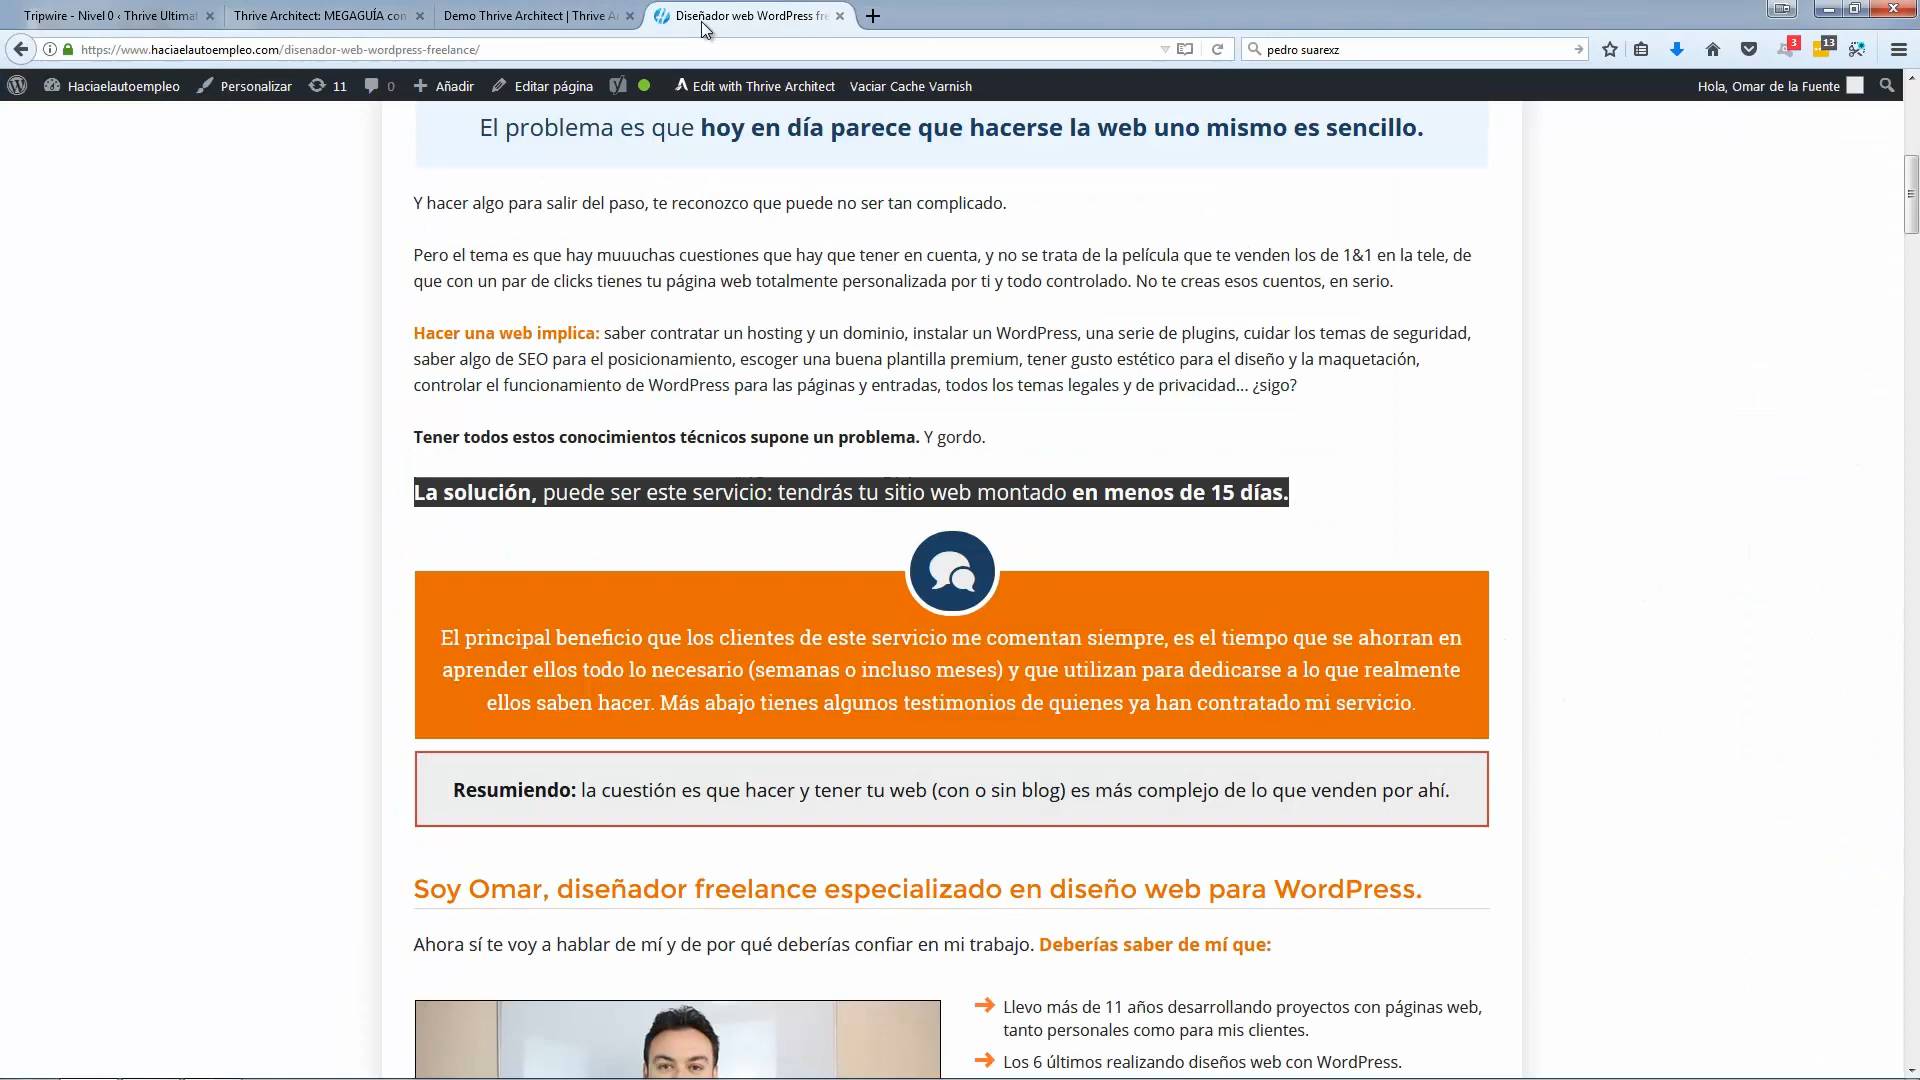 Tripwire - Nivel 0 ‹ Thrive Ultimat
Thrive Architect: MEGAGUÍA con
Demo Thrive Architect | Thrive A
Diseñador web WordPress fre
https://www.haciaelautoempleo.com/disenador-web-wordpress-freelance/
pedro suarexz
3
13
Haciaelautoempleo
Personalizar
11
0
Añadir
Editar página
Edit with Thrive Architect
Vaciar Cache Varnish
Hola, Omar de la Fuente
El problema es que hoy en día parece que hacerse la web uno mismo es sencillo.
Y hacer algo para salir del paso, te reconozco que puede no ser tan complicado.
Pero el tema es que hay muuuchas cuestiones que hay que tener en cuenta, y no se trata de la película que te venden los de 1&1 en la tele, de
que con un par de clicks tienes tu página web totalmente personalizada por ti y todo controlado. No te creas esos cuentos, en serio.
Hacer una web implica: saber contratar un hosting y un dominio, instalar un WordPress, una serie de plugins, cuidar los temas de seguridad,
saber algo de SEO para el posicionamiento, escoger una buena plantilla premium, tener gusto estético para el diseño y la maquetación,
controlar el funcionamiento de WordPress para las páginas y entradas, todos los temas legales y de privacidad... ¿sigo?
Tener todos estos conocimientos técnicos supone un problema. Y gordo.
La solución, puede ser este servicio: tendrás tu sitio web montado en menos de 15 días.
El principal beneficio que los clientes de este servicio me comentan siempre, es el tiempo que se ahorran en
aprender ellos todo lo necesario (semanas o incluso meses) y que utilizan para dedicarse a lo que realmente
ellos saben hacer. Más abajo tienes algunos testimonios de quienes ya han contratado mi servicio.
Resumiendo: la cuestión es que hacer y tener tu web (con o sin blog) es más complejo de lo que venden por ahí.
Soy Omar, diseñador freelance especializado en diseño web para WordPress.
Ahora sí te voy a hablar de mí y de por qué deberías confiar en mi trabajo. Deberías saber de mí que:
Llevo más de 11 años desarrollando proyectos con páginas web,
tanto personales como para mis clientes.
Los 6 últimos realizando diseños web con WordPress.